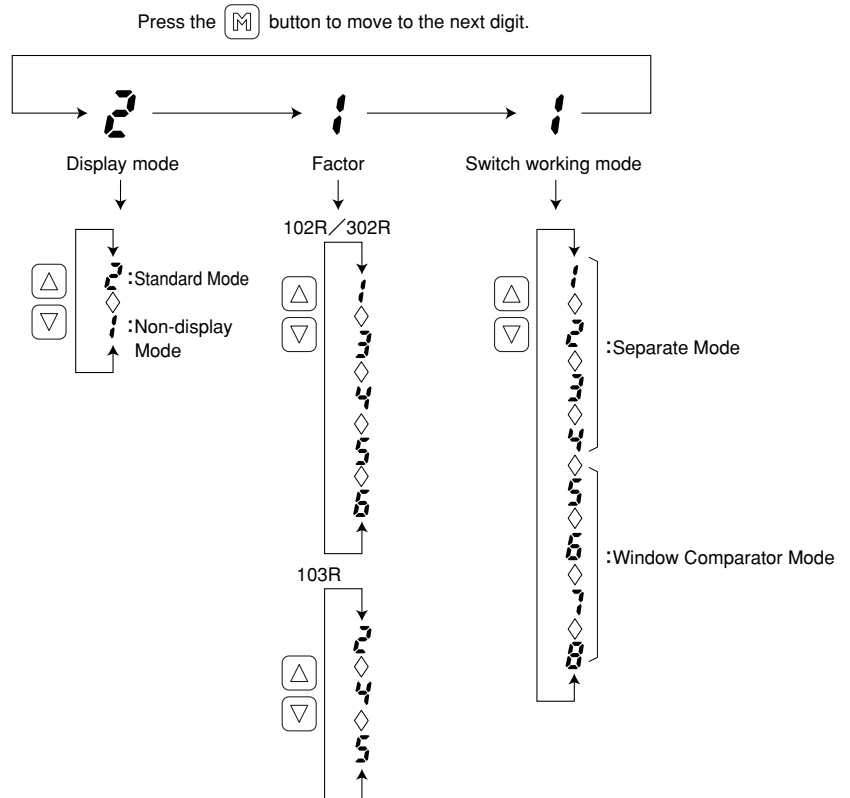 Press the M button to move to the next digit.
2 1 1
Display mode Factor Switch working mode
102R／302R
2 :Standard Mode
1 :Non-display
Mode
1
3
4
5
6
103R
2
4
5
1
2
3
4
:Separate Mode
5
6
7
8
:Window Comparator Mode